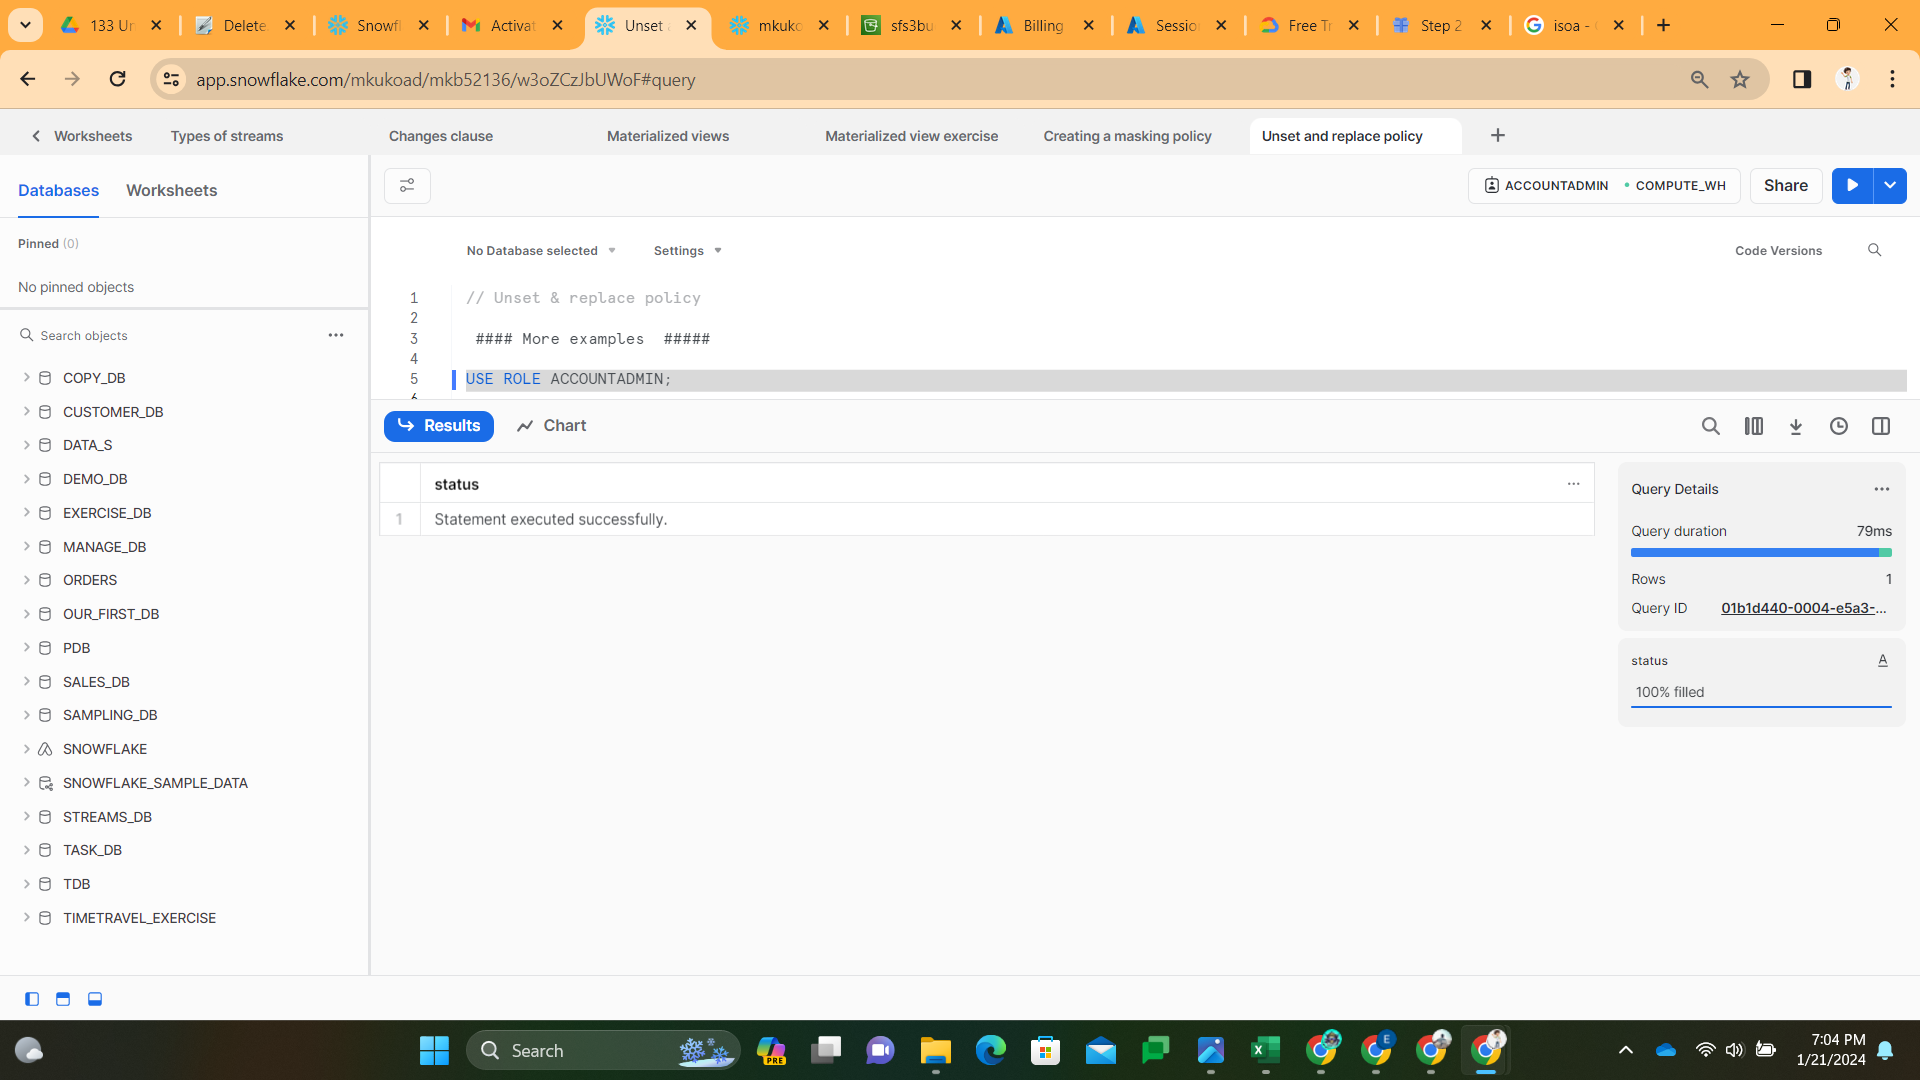 133 Un
Delete
Snowfl
Activat
Unset a
mkuko
sfs3bu
Billing
Sessio
Free Tr
Step 2
isoa -
app.snowflake.com/mkukoad/mkb52136/w3oZCzJbUWoF#query
Worksheets
Types of streams
Changes clause
Materialized views
Materialized view exercise
Creating a masking policy
Unset and replace policy
Databases
Worksheets
ACCOUNTADMIN
COMPUTE_WH
Share
Pinned (0)
No pinned objects
No Database selected
Settings
Code Versions
1 // Unset & replace policy
2
3 #### More examples #####
4
5 USE ROLE ACCOUNTADMIN;
6
Search objects
COPY_DB
CUSTOMER_DB
DATA_S
DEMO_DB
EXERCISE_DB
MANAGE_DB
ORDERS
OUR_FIRST_DB
PDB
SALES_DB
SAMPLING_DB
SNOWFLAKE
SNOWFLAKE_SAMPLE_DATA
STREAMS_DB
TASK_DB
TDB
TIMETRAVEL_EXERCISE
Results
Chart
status
1 Statement executed successfully.
Query Details
Query duration 79ms
Rows 1
Query ID 01b1d440-0004-e5a3-...
status A
100% filled
Search
PRE
E
7:04 PM
1/21/2024